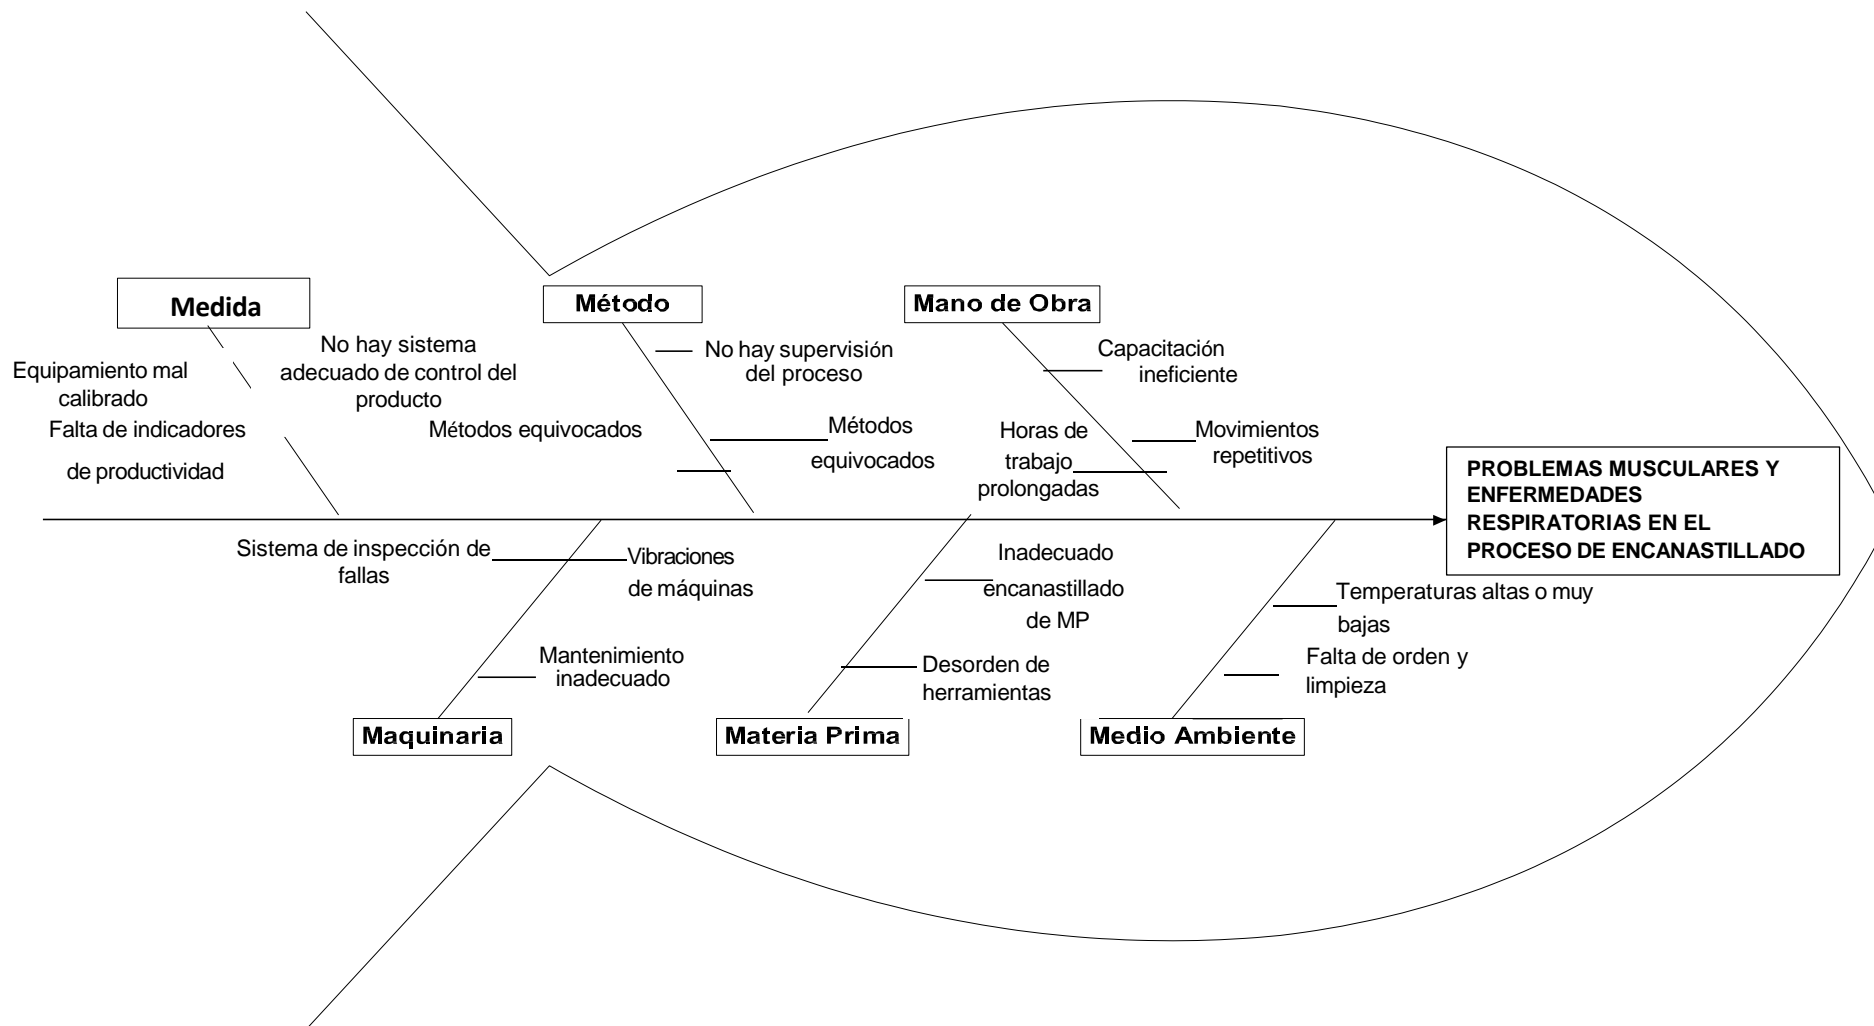 Medida
Equipamiento mal
calibrado
Falta de indicadores
de productividad
No hay sistema
adecuado de control del
producto
Método
No hay supervisión
del proceso
Métodos equivocados
Métodos
equivocados
Mano de Obra
Capacitación
ineficiente
Horas de
trabajo
prolongadas
Movimientos
repetitivos
PROBLEMAS MUSCULARES Y
ENFERMEDADES
RESPIRATORIAS EN EL
PROCESO DE ENCANASTILLADO
Sistema de inspección de
fallas
Vibraciones
de máquinas
Mantenimiento
inadecuado
Maquinaria
Inadecuado
encanastillado
de MP
Desorden de
herramientas
Materia Prima
Temperaturas altas o muy
bajas
Falta de orden y
limpieza
Medio Ambiente